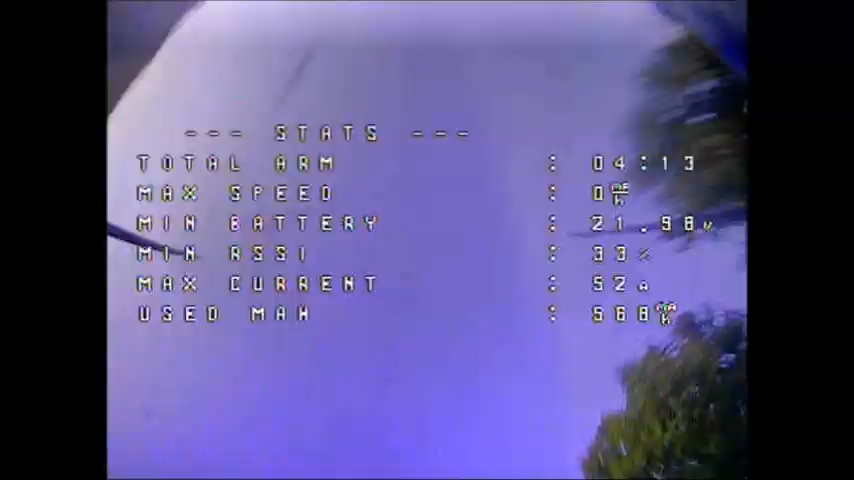 --- STATS ---
TOTAL ARM : 04:13
MAX SPEED : 0
MIN BATTERY : 21.98V
MIN RSSI : 33%
MAX CURRENT : 52A
USED MAH : 568